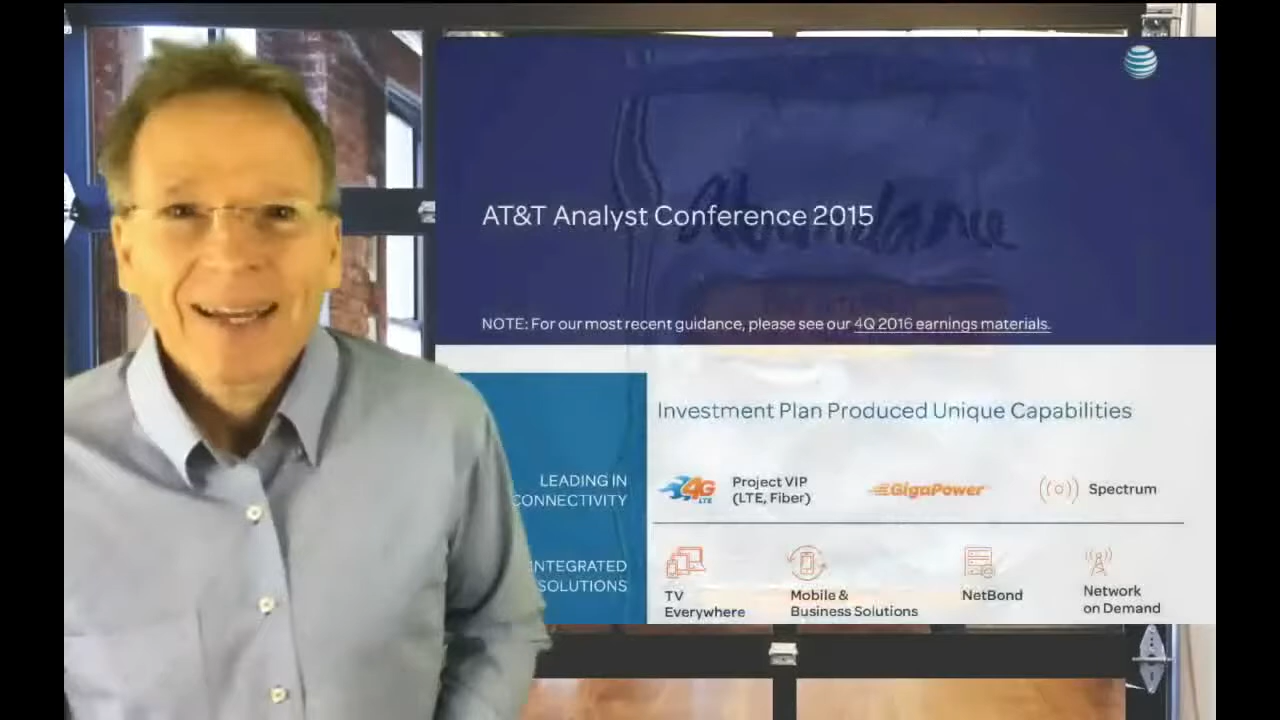 AT&T Analyst Conference 2015
Abundance
NOTE: For our most recent guidance, please see our 4Q 2016 earnings materials.
Investment Plan Produced Unique Capabilities
LEADING IN
CONNECTIVITY
4G
LTE
Project VIP
(LTE, Fiber)
GigaPower
Spectrum
INTEGRATED
SOLUTIONS
TV
Everywhere
Mobile &
Business Solutions
NetBond
Network
on Demand